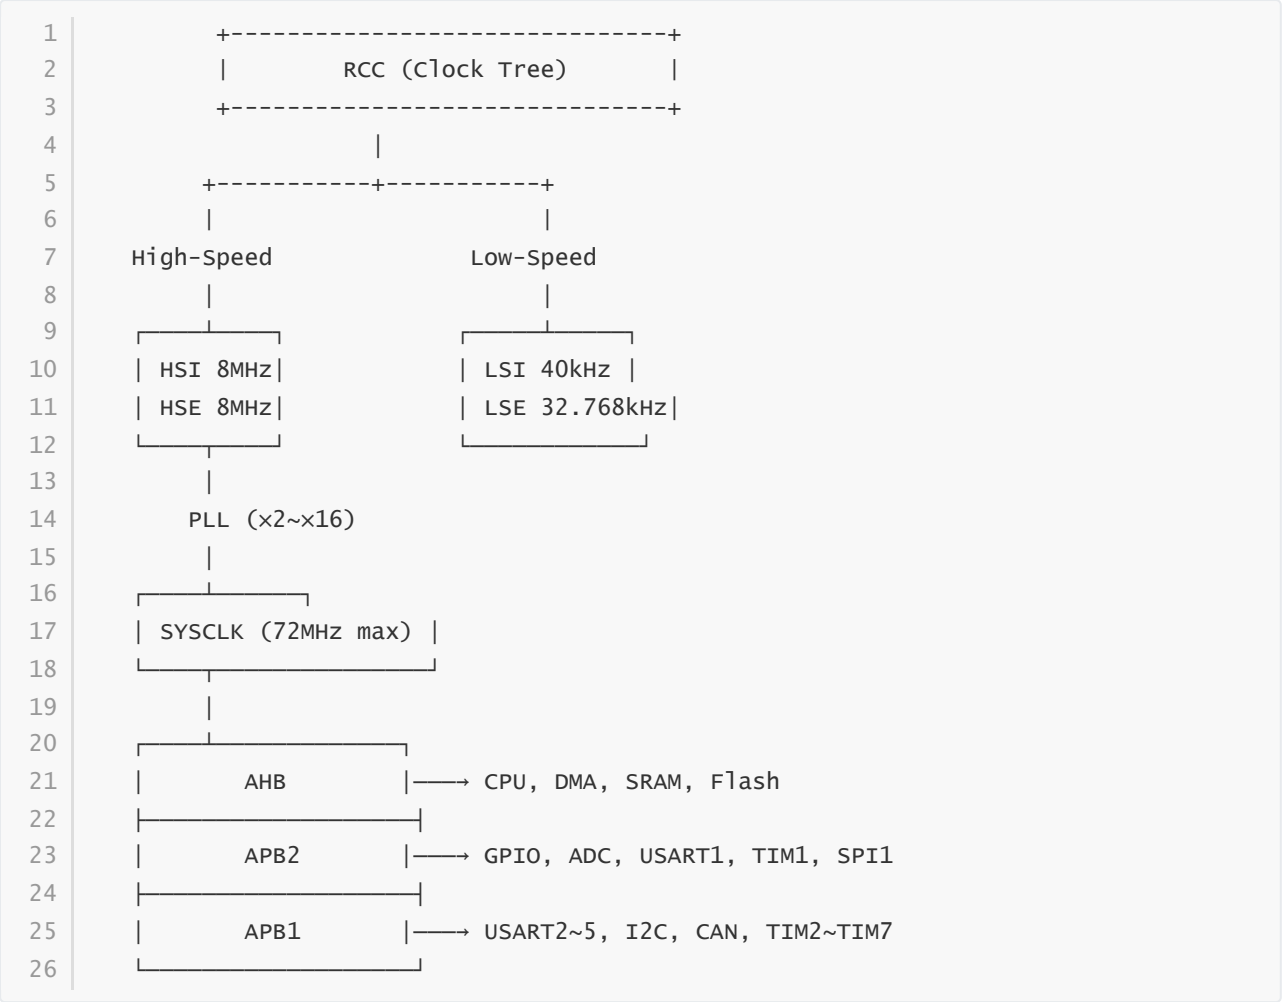 1          +-------------------------------+
2          |        RCC (Clock Tree)       |
3          +-------------------------------+
4                     |
5         +-----------+-----------+
6         |                       |
7    High-Speed              Low-Speed
8         |                       |
9    ┌────┴────┐            ┌─────┴─────┐
10    | HSI 8MHz|            | LSI 40kHz |
11    | HSE 8MHz|            | LSE 32.768kHz|
12    └────┬────┘            └────────────┘
13         |
14        PLL (×2~×16)
15         |
16    ┌────┴──────┐
17    | SYSCLK (72MHz max) |
18    └────┬───────────────┘
19         |
20    ┌────┴─────────────┐
21    |       AHB        |───→ CPU, DMA, SRAM, Flash
22    ├───────────────────┤
23    |       APB2       |───→ GPIO, ADC, USART1, TIM1, SPI1
24    ├───────────────────┤
25    |       APB1       |───→ USART2~5, I2C, CAN, TIM2~TIM7
26    └───────────────────┘